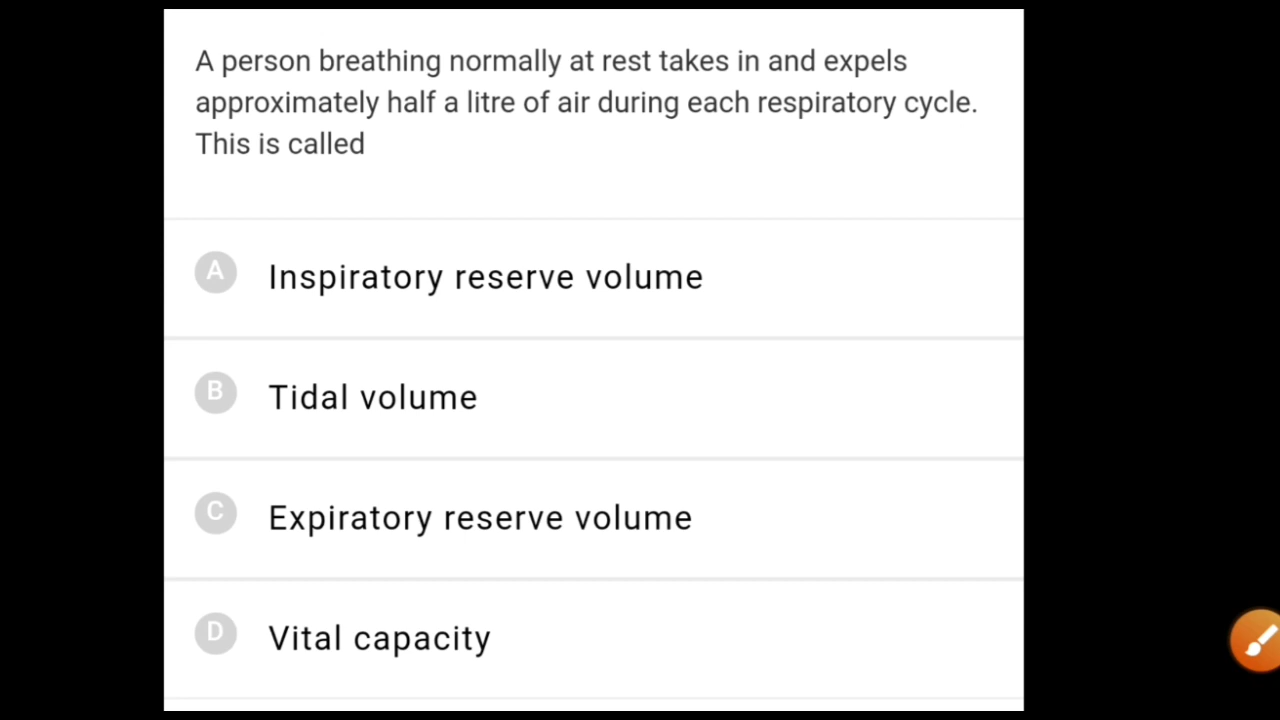 A person breathing normally at rest takes in and expels
approximately half a litre of air during each respiratory cycle.
This is called
A Inspiratory reserve volume
B Tidal volume
C Expiratory reserve volume
D Vital capacity